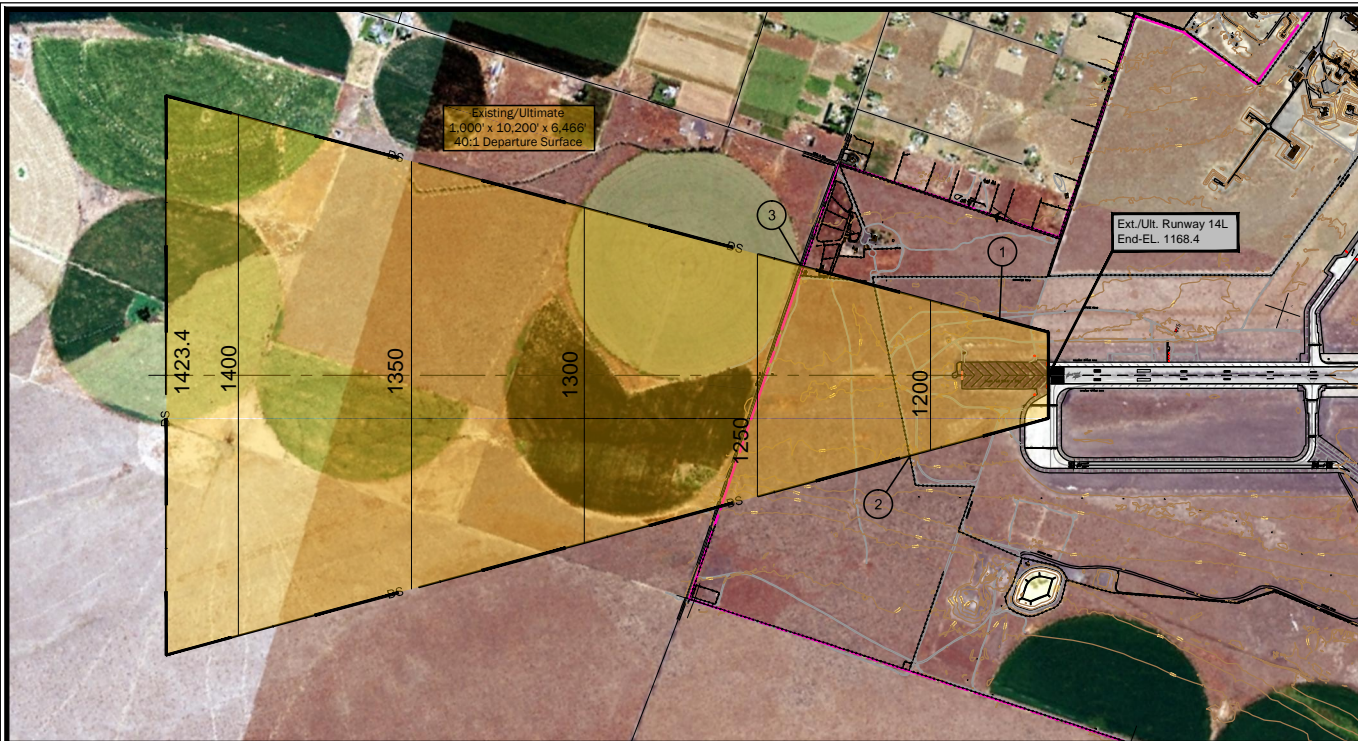 Existing/Ultimate
1,000' x 10,200' x 6,466'
40:1 Departure Surface
DS
DS
3
1
Ext./Ult. Runway 14L
End-EL. 1168.4
1423.4
1400
1350
1300
1250
1200
DS
2
DS
DS